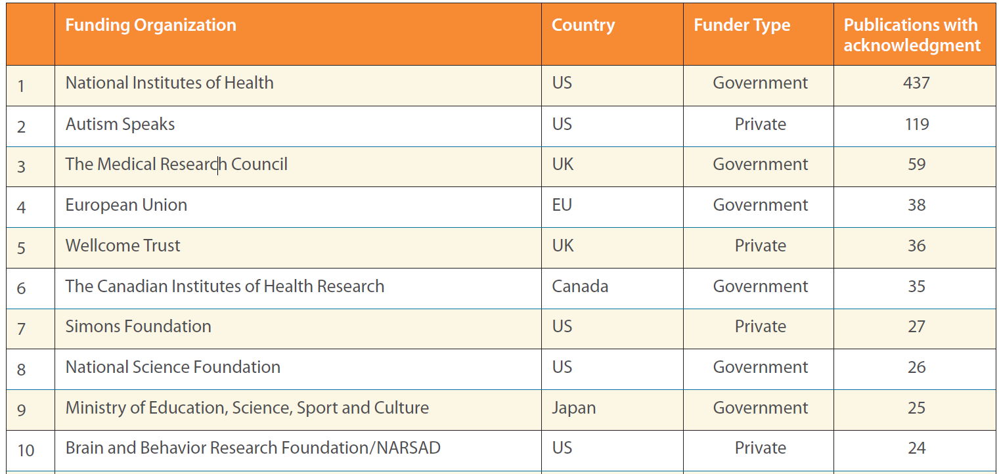 Funding Organization Country Funder Type Publications with acknowledgment
1 National Institutes of Health US Government 437
2 Autism Speaks US Private 119
3 The Medical Research Council UK Government 59
4 European Union EU Government 38
5 Wellcome Trust UK Private 36
6 The Canadian Institutes of Health Research Canada Government 35
7 Simons Foundation US Private 27
8 National Science Foundation US Government 26
9 Ministry of Education, Science, Sport and Culture Japan Government 25
10 Brain and Behavior Research Foundation/NARSAD US Private 24